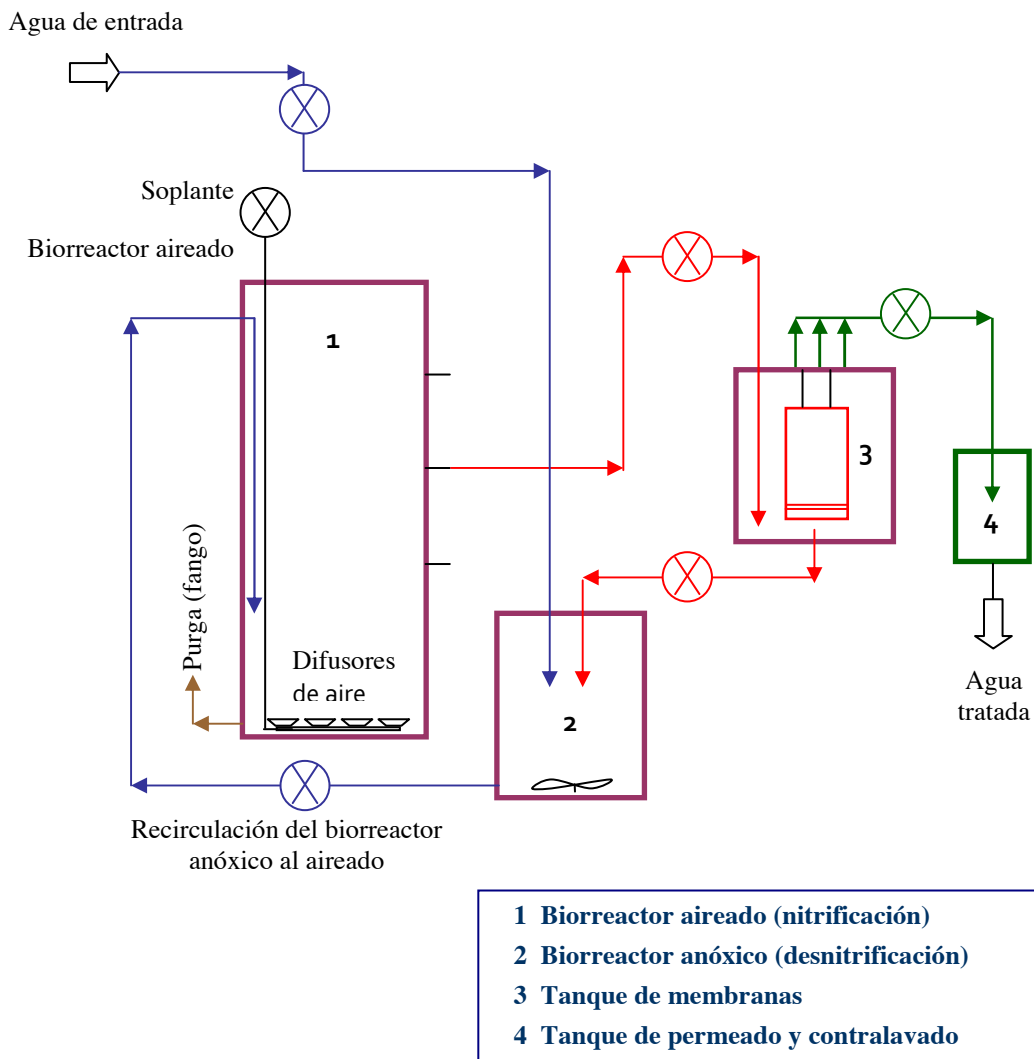 Agua de entrada
Soplante
Biorreactor aireado
1
3
4
Purga (fango)
Difusores
de aire
2
Agua
tratada
Recirculación del biorreactor
anóxico al aireado
1 Biorreactor aireado (nitrificación)
2 Biorreactor anóxico (desnitrificación)
3 Tanque de membranas
4 Tanque de permeado y contralavado